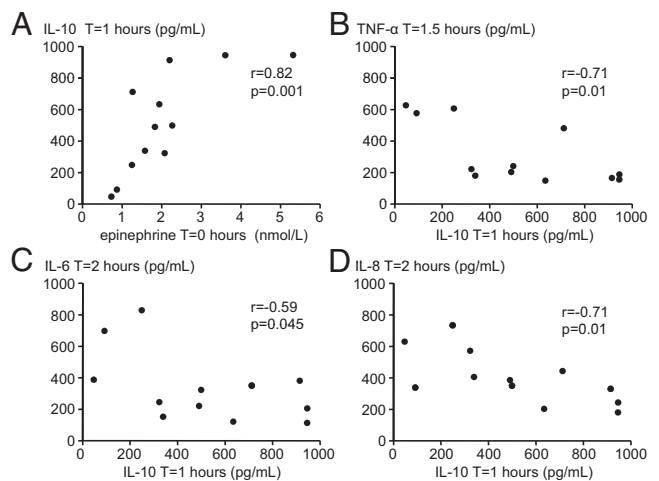 A IL-10 T=1 hours (pg/mL)
1000
800
600
400
200
0
r=0.82
p=0.001
0 1 2 3 4 5 6
epinephrine T=0 hours (nmol/L)
B TNF-α T=1.5 hours (pg/mL)
1000
800
600
400
200
0
r=-0.71
p=0.01
0 200 400 600 800 1000
IL-10 T=1 hours (pg/mL)
C IL-6 T=2 hours (pg/mL)
1000
800
600
400
200
0
r=-0.59
p=0.045
0 200 400 600 800 1000
IL-10 T=1 hours (pg/mL)
D IL-8 T=2 hours (pg/mL)
1000
800
600
400
200
0
r=-0.71
p=0.01
0 200 400 600 800 1000
IL-10 T=1 hours (pg/mL)